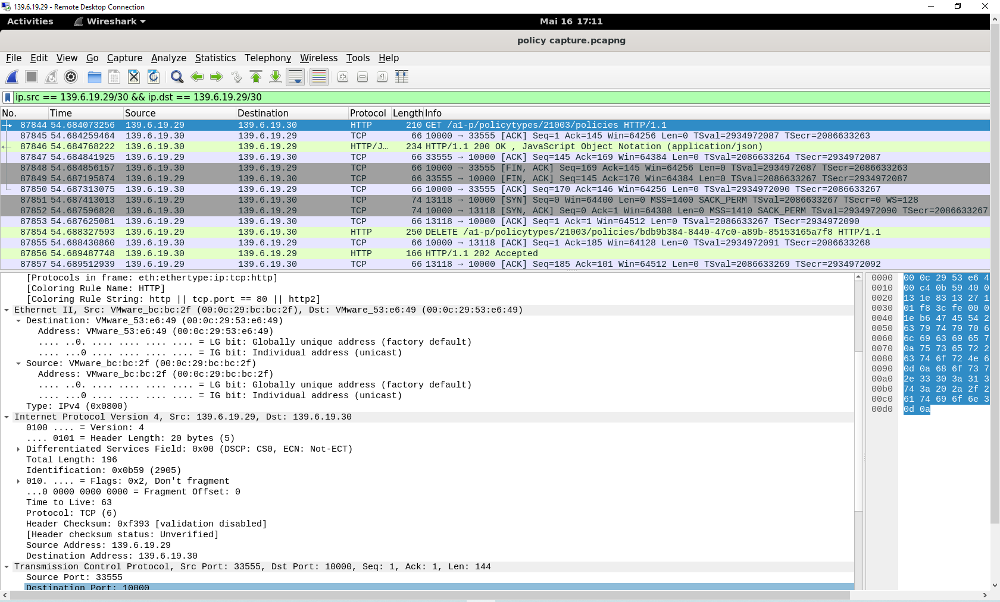 139.6.19.29 - Remote Desktop Connection
Activities Wireshark Mai 16 17:11
policy capture.pcapng
File Edit View Go Capture Analyze Statistics Telephony Wireless Tools Help
ip.src == 139.6.19.29/30 && ip.dst == 139.6.19.29/30
No. Time Source Destination Protocol Length Info
87844 54.684073256 139.6.19.29 139.6.19.30 HTTP 210 GET /a1-p/policytypes/21003/policies HTTP/1.1
87845 54.684259464 139.6.19.30 139.6.19.29 TCP 66 10000 → 33555 [ACK] Seq=1 Ack=145 Win=64256 Len=0 TSval=2934972087 TSecr=2086633263
87846 54.684768222 139.6.19.30 139.6.19.29 HTTP/J… 234 HTTP/1.1 200 OK , JavaScript Object Notation (application/json)
87847 54.684841925 139.6.19.29 139.6.19.30 TCP 66 33555 → 10000 [ACK] Seq=145 Ack=169 Win=64384 Len=0 TSval=2086633264 TSecr=2934972087
87848 54.684856157 139.6.19.30 139.6.19.29 TCP 66 10000 → 33555 [FIN, ACK] Seq=169 Ack=145 Win=64256 Len=0 TSval=2934972087 TSecr=2086633263
87849 54.687195874 139.6.19.29 139.6.19.30 TCP 66 33555 → 10000 [FIN, ACK] Seq=145 Ack=170 Win=64384 Len=0 TSval=2086633267 TSecr=2934972087
87850 54.687313075 139.6.19.30 139.6.19.29 TCP 66 10000 → 33555 [ACK] Seq=170 Ack=146 Win=64256 Len=0 TSval=2934972090 TSecr=2086633267
87851 54.687413013 139.6.19.29 139.6.19.30 TCP 74 13118 → 10000 [SYN] Seq=0 Win=64400 Len=0 MSS=1400 SACK_PERM TSval=2086633267 TSecr=0 WS=128
87852 54.687596820 139.6.19.30 139.6.19.29 TCP 74 10000 → 13118 [SYN, ACK] Seq=0 Ack=1 Win=64308 Len=0 MSS=1410 SACK_PERM TSval=2934972090 TSecr=2086633267
87853 54.687625081 139.6.19.29 139.6.19.30 TCP 66 13118 → 10000 [ACK] Seq=1 Ack=1 Win=64512 Len=0 TSval=2086633267 TSecr=2934972090
87854 54.688327593 139.6.19.29 139.6.19.30 HTTP 250 DELETE /a1-p/policytypes/21003/policies/bdb9b384-8440-47c0-a89b-85153165a7f8 HTTP/1.1
87855 54.688430860 139.6.19.30 139.6.19.29 TCP 66 10000 → 13118 [ACK] Seq=1 Ack=185 Win=64128 Len=0 TSval=2934972091 TSecr=2086633268
87856 54.689487748 139.6.19.30 139.6.19.29 HTTP 166 HTTP/1.1 202 Accepted
87857 54.689512939 139.6.19.29 139.6.19.30 TCP 66 13118 → 10000 [ACK] Seq=185 Ack=101 Win=64512 Len=0 TSval=2086633269 TSecr=2934972092
[Protocols in frame: eth:ethertype:ip:tcp:http]
[Coloring Rule Name: HTTP]
[Coloring Rule String: http || tcp.port == 80 || http2]
Ethernet II, Src: VMware_bc:bc:2f (00:0c:29:bc:bc:2f), Dst: VMware_53:e6:49 (00:0c:29:53:e6:49)
Destination: VMware_53:e6:49 (00:0c:29:53:e6:49)
Address: VMware_53:e6:49 (00:0c:29:53:e6:49)
.... ..0. .... .... .... .... = LG bit: Globally unique address (factory default)
.... ...0 .... .... .... .... = IG bit: Individual address (unicast)
Source: VMware_bc:bc:2f (00:0c:29:bc:bc:2f)
Address: VMware_bc:bc:2f (00:0c:29:bc:bc:2f)
.... ..0. .... .... .... .... = LG bit: Globally unique address (factory default)
.... ...0 .... .... .... .... = IG bit: Individual address (unicast)
Type: IPv4 (0x0800)
Internet Protocol Version 4, Src: 139.6.19.29, Dst: 139.6.19.30
0100 .... = Version: 4
.... 0101 = Header Length: 20 bytes (5)
Differentiated Services Field: 0x00 (DSCP: CS0, ECN: Not-ECT)
Total Length: 196
Identification: 0x0b59 (2905)
010. .... = Flags: 0x2, Don't fragment
...0 0000 0000 0000 = Fragment Offset: 0
Time to Live: 63
Protocol: TCP (6)
Header Checksum: 0xf393 [validation disabled]
[Header checksum status: Unverified]
Source Address: 139.6.19.29
Destination Address: 139.6.19.30
Transmission Control Protocol, Src Port: 33555, Dst Port: 10000, Seq: 1, Ack: 1, Len: 144
Source Port: 33555
Destination Port: 10000
0000 00 0c 29 53 e6 4
0010 00 c4 0b 59 40 0
0020 13 1e 83 13 27 1
0030 01 f8 3c fe 00 0
0040 1e b6 47 45 54 2
0050 63 79 74 79 70 6
0060 6c 69 63 69 65 7
0070 0a 75 73 65 72 2
0080 63 74 6f 72 4e 6
0090 0d 0a 68 6f 73 7
00a0 2e 33 30 3a 31 3
00b0 74 3a 20 2a 2f 2
00c0 61 74 69 6f 6e 3
00d0 0d 0a